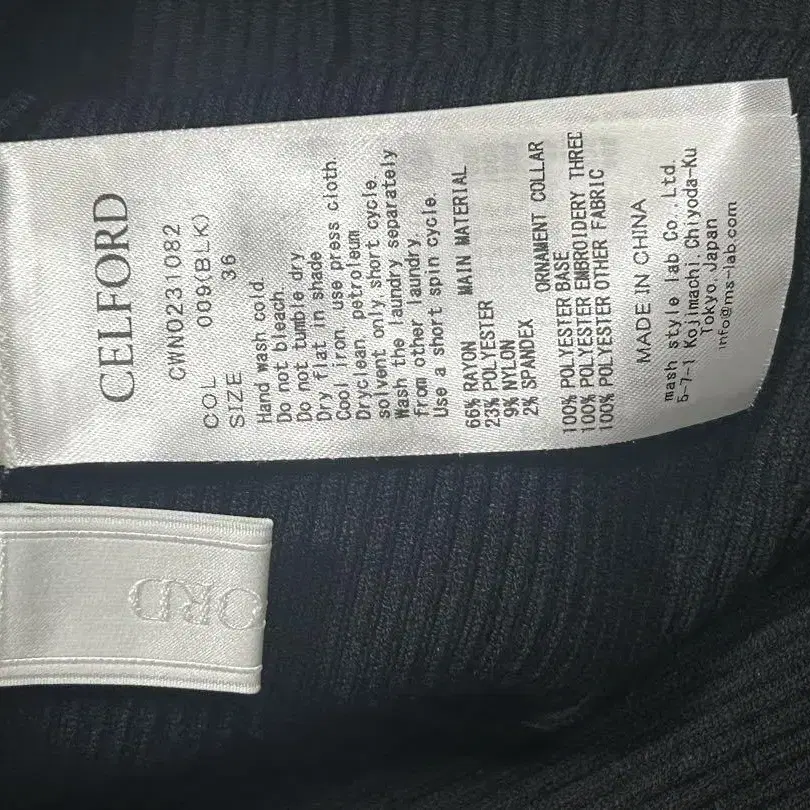 CELFORD
CWNO231082
COL 009(BLK)
SIZE 36
Hand wash cold.
Do not bleach.
Do not tumble dry
Dry flat in shade
Cool iron, use press cloth.
Dryclean, petroleum
solvent only, short cycle.
Wash the laundry separately
from other laundry.
Use a short spin cycle.
MAIN MATERIAL
66% RAYON
23% POLYESTER
9% NYLON
2% SPANDEX
ORNAMENT COLLAR
100% POLYESTER BASE
100% POLYESTER EMBROIDERY THRED
100% POLYESTER OTHER FABRIC
MADE IN CHINA
mash style lab Co.,Ltd.
5-7-1 Kojimachi, Chiyoda-Ku
Tokyo, Japan
info@ms-lab.com
ORD